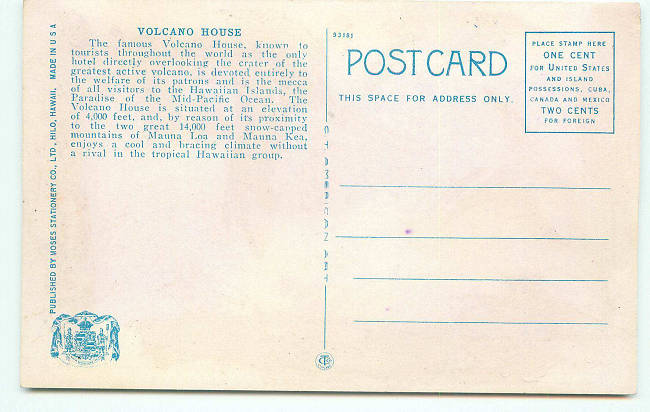 VOLCANO HOUSE
The famous Volcano House, known to
tourists throughout the world as the only
hotel directly overlooking the crater of the
greatest active volcano, is devoted entirely to
the welfare of its patrons and is the mecca
of all visitors to the Hawaiian Islands, the
Paradise of the Mid-Pacific Ocean. The
Volcano House is situated at an elevation
of 4,000 feet, and, by reason of its proximity
to the two great 14,000 feet snow-capped
mountains of Mauna Loa and Mauna Kea,
enjoys a cool and bracing climate without
a rival in the tropical Hawaiian group.
PUBLISHED BY MOSES STATIONERY CO., LTD., HILO, HAWAII. MADE IN U S A
93181
POST CARD
THIS SPACE FOR ADDRESS ONLY.
PLACE STAMP HERE
ONE CENT
FOR UNITED STATES
AND ISLAND
POSSESSIONS, CUBA,
CANADA AND MEXICO
TWO CENTS
FOR FOREIGN